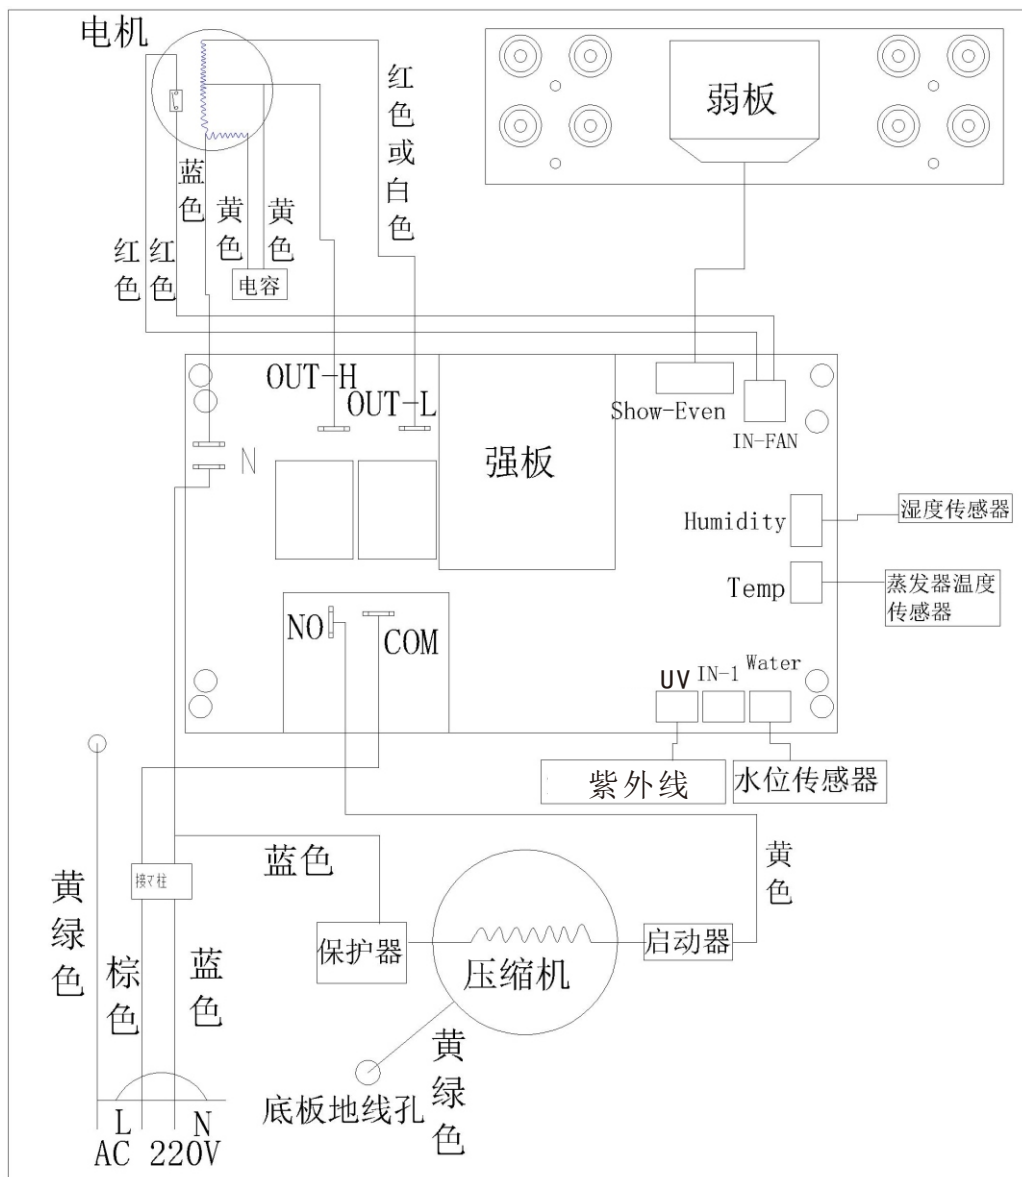 电机
弱板
红色或白色
蓝色
黄色
黄色
红色
红色
电容
OUT-H
OUT-L
Show-Even
IN-FAN
N
强板
Humidity
湿度传感器
Temp
蒸发器温度
传感器
NO
COM
UV
IN-1
Water
紫外线
水位传感器
蓝色
黄色
黄绿色
棕色
蓝色
保护器
压缩机
启动器
黄绿色
底板地线孔
L
N
AC 220V